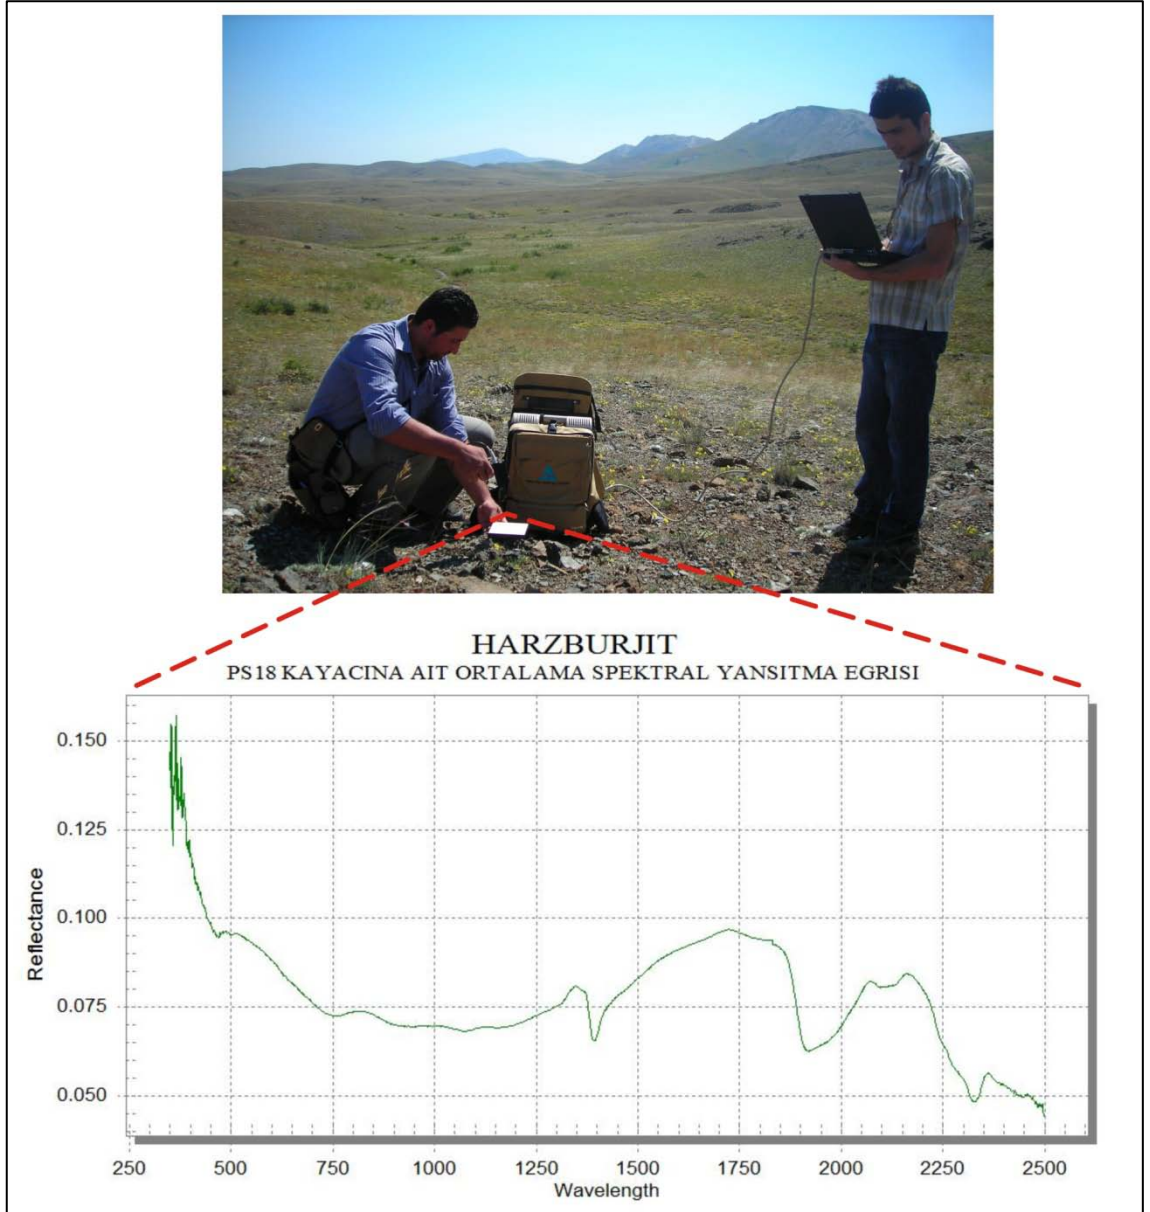 HARZBURJIT
PS18 KAYACINA AIT ORTALAMA SPEKTRAL YANSITMA EGRISI
0.150
0.125
0.100
0.075
0.050
Reflectance
250 500 750 1000 1250 1500 1750 2000 2250 2500
Wavelength